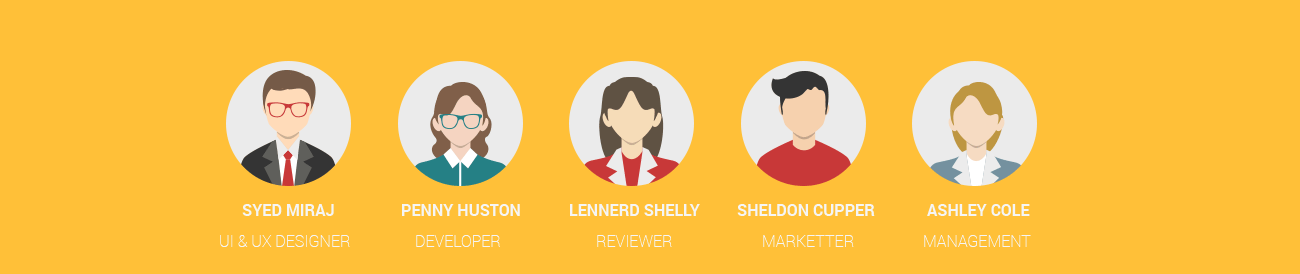 SYED MIRAJ
UI & UX DESIGNER
PENNY HUSTON
DEVELOPER
LENNERD SHELLY
REVIEWER
SHELDON CUPPER
MARKETTER
ASHLEY COLE
MANAGEMENT